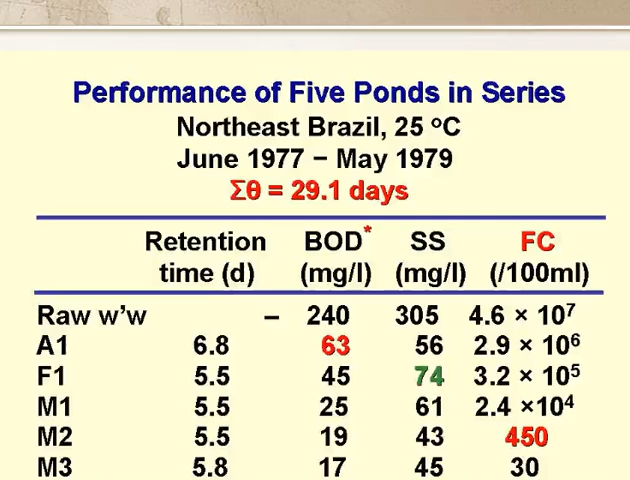 Performance of Five Ponds in Series
Northeast Brazil, 25 ºC
June 1977 − May 1979
Σθ = 29.1 days
Retention time (d) BOD* (mg/l) SS (mg/l) FC (/100ml)
Raw w'w – 240 305 4.6 × 10⁷
A1 6.8 63 56 2.9 × 10⁶
F1 5.5 45 74 3.2 × 10⁵
M1 5.5 25 61 2.4 ×10⁴
M2 5.5 19 43 450
M3 5.8 17 45 30